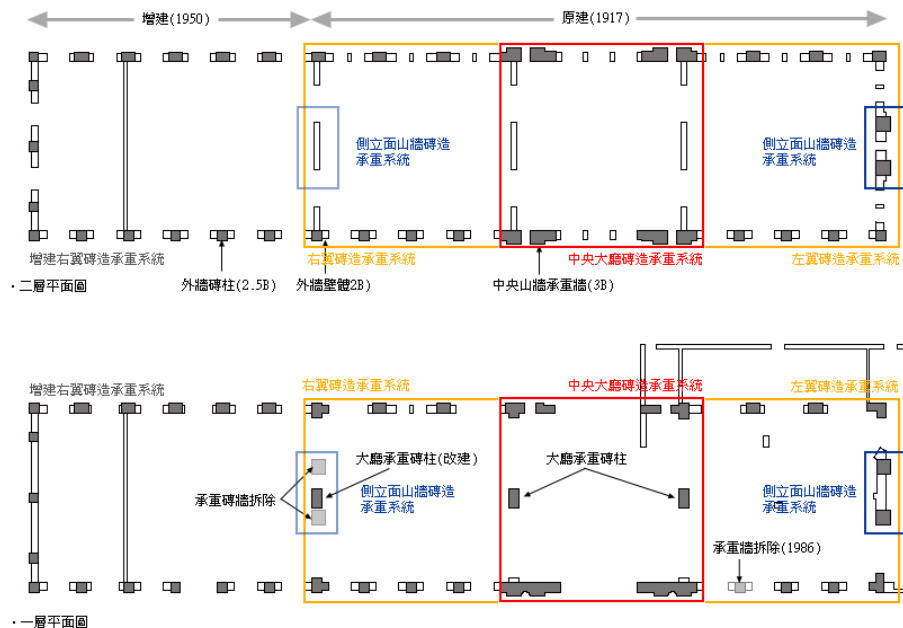 增建(1950)
原建(1917)
側立面山牆磚造
承重系統
側立面山牆磚造
承重系統
增建右翼磚造承重系統
右翼磚造承重系統
中央大廳磚造承重系統
左翼磚造承重系統
外牆磚柱(2.5B)
外牆壁體2B)
中央山牆承重牆(3B)
·二層平面圖
增建右翼磚造承重系統
右翼磚造承重系統
中央大廳磚造承重系統
左翼磚造承重系統
大廳承重磚柱(改建)
大廳承重磚柱
承重磚牆拆除
側立面山牆磚造
承重系統
側立面山牆磚造
承重系統
承重牆拆除(1986)
·一層平面圖